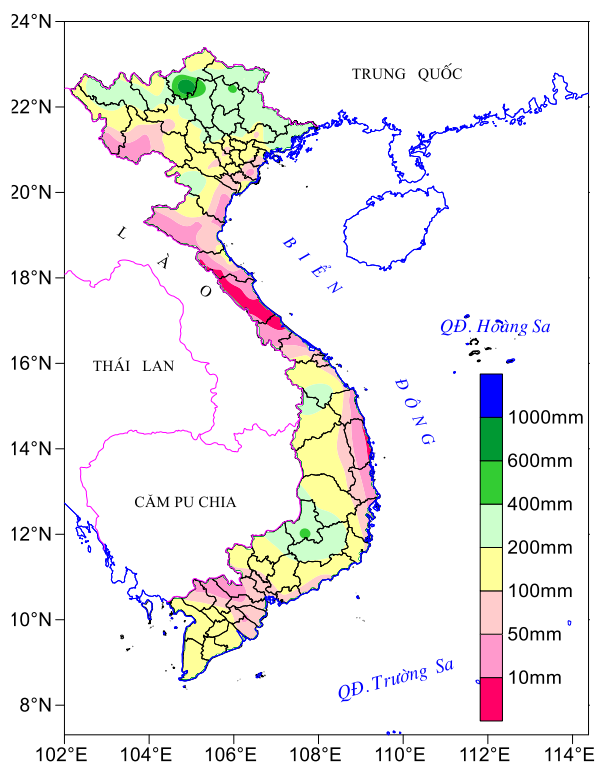 24°N
TRUNG QUỐC
22°N
20°N
LÀO
BIỂN
18°N
QĐ. Hoàng Sa
THÁI LAN
16°N
ĐÔNG
1000mm
14°N
600mm
CĂM PU CHIA
400mm
12°N
200mm
100mm
10°N
50mm
QĐ. Trường Sa
10mm
8°N
102°E 104°E 106°E 108°E 110°E 112°E 114°E